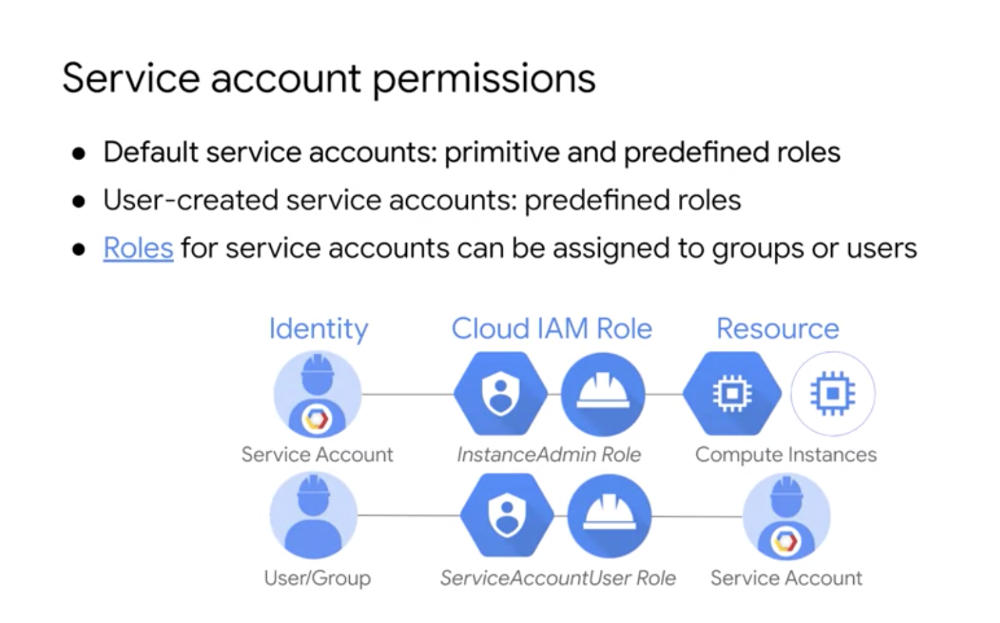 Service account permissions
● Default service accounts: primitive and predefined roles
● User-created service accounts: predefined roles
● Roles for service accounts can be assigned to groups or users
Identity Cloud IAM Role Resource
Service Account InstanceAdmin Role Compute Instances
User/Group ServiceAccountUser Role Service Account